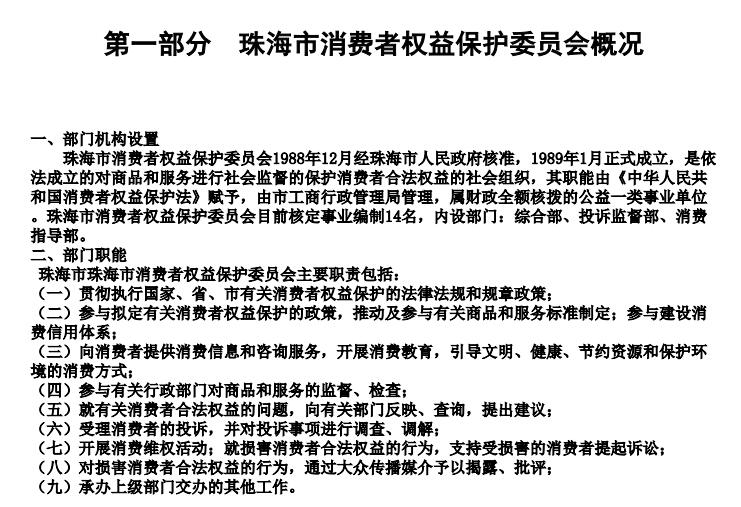 第一部分　珠海市消费者权益保护委员会概况
一、部门机构设置
珠海市消费者权益保护委员会1988年12月经珠海市人民政府核准，1989年1月正式成立，是依
法成立的对商品和服务进行社会监督的保护消费者合法权益的社会组织，其职能由《中华人民共
和国消费者权益保护法》赋予，由市工商行政管理局管理，属财政全额核拨的公益一类事业单位
。珠海市消费者权益保护委员会目前核定事业编制14名，内设部门：综合部、投诉监督部、消费
指导部。
二、部门职能
珠海市珠海市消费者权益保护委员会主要职责包括：
（一）贯彻执行国家、省、市有关消费者权益保护的法律法规和规章政策；
（二）参与拟定有关消费者权益保护的政策，推动及参与有关商品和服务标准制定；参与建设消
费信用体系；
（三）向消费者提供消费信息和咨询服务，开展消费教育，引导文明、健康、节约资源和保护环
境的消费方式；
（四）参与有关行政部门对商品和服务的监督、检查；
（五）就有关消费者合法权益的问题，向有关部门反映、查询，提出建议；
（六）受理消费者的投诉，并对投诉事项进行调查、调解；
（七）开展消费维权活动；就损害消费者合法权益的行为，支持受损害的消费者提起诉讼；
（八）对损害消费者合法权益的行为，通过大众传播媒介予以揭露、批评；
（九）承办上级部门交办的其他工作。